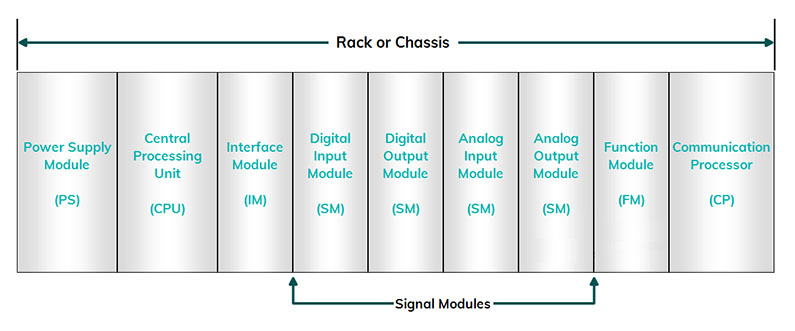 Rack or Chassis
Power Supply
Module
(PS)
Central
Processing
Unit
(CPU)
Interface
Module
(IM)
Digital
Input
Module
(SM)
Digital
Output
Module
(SM)
Analog
Input
Module
(SM)
Analog
Output
Module
(SM)
Function
Module
(FM)
Communication
Processor
(CP)
Signal Modules